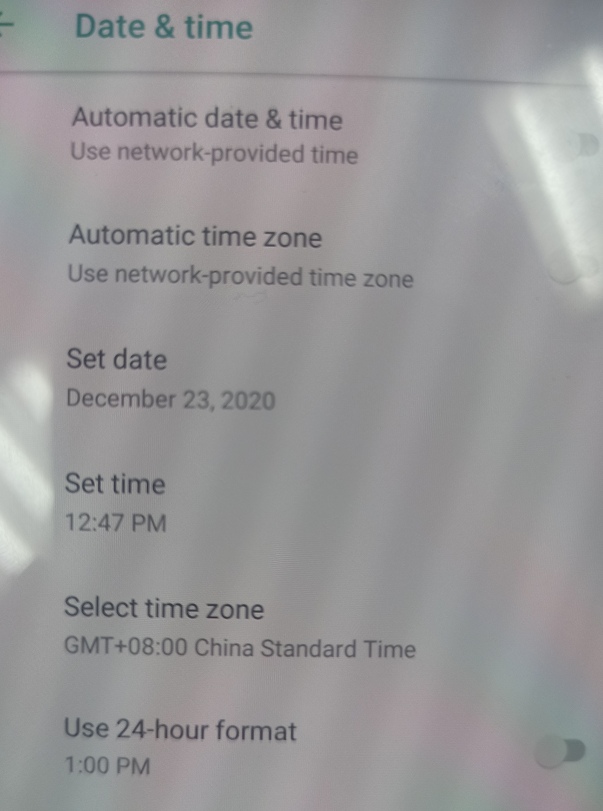 Date & time
Automatic date & time
Use network-provided time
Automatic time zone
Use network-provided time zone
Set date
December 23, 2020
Set time
12:47 PM
Select time zone
GMT+08:00 China Standard Time
Use 24-hour format
1:00 PM